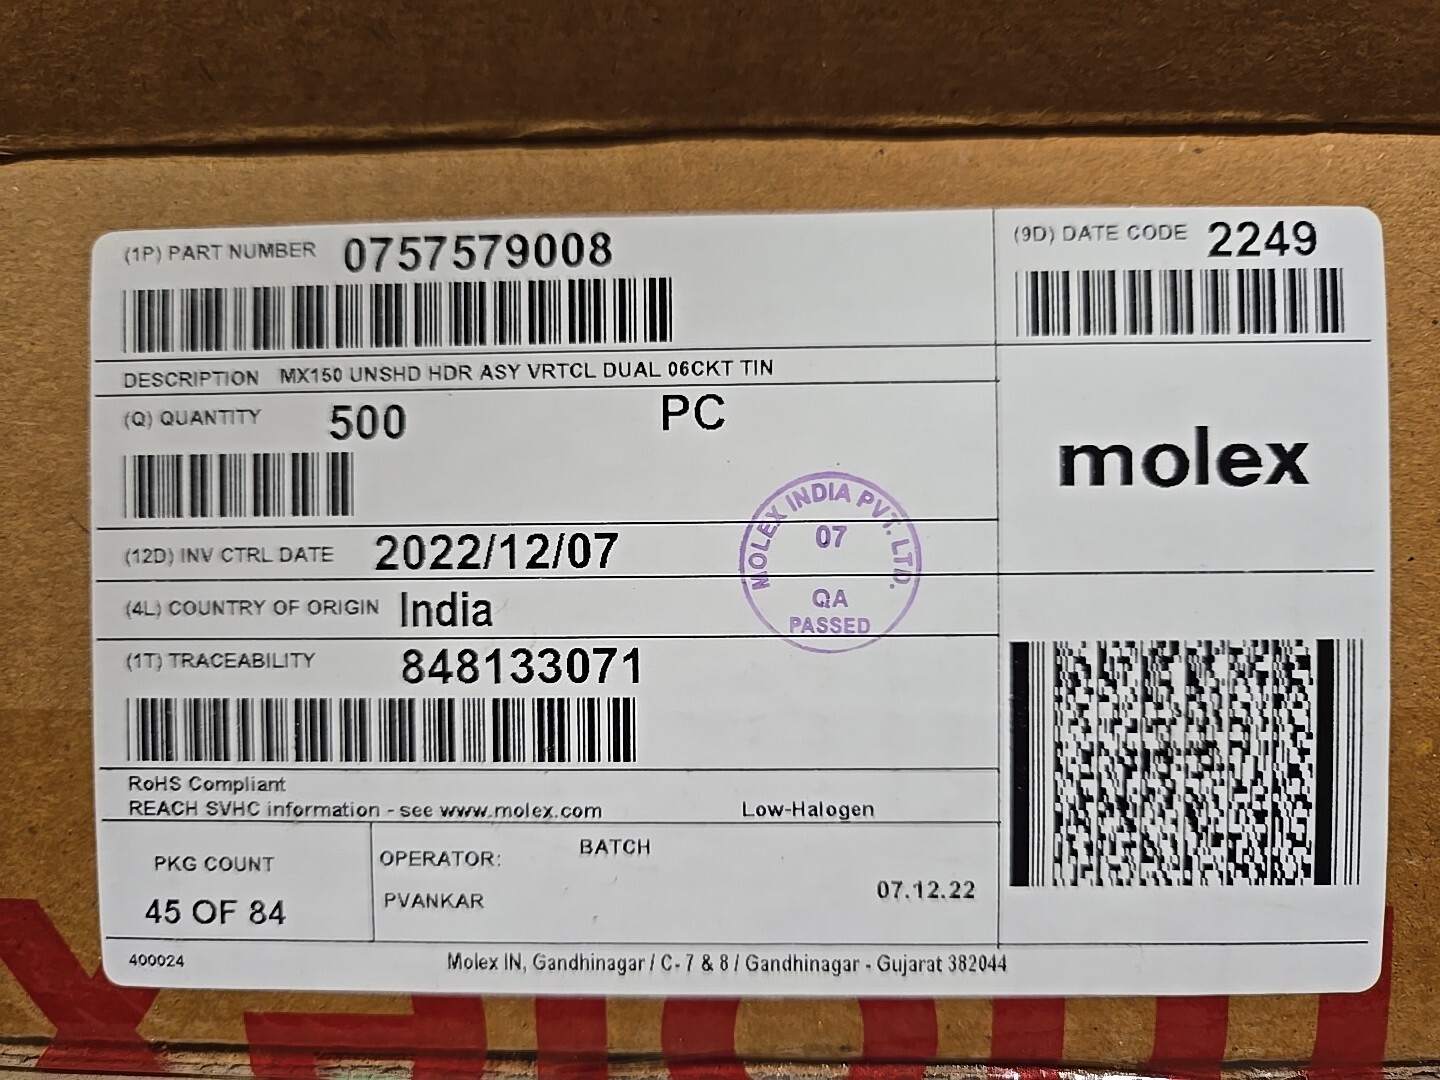 (1P) PART NUMBER 0757579008
(9D) DATE CODE 2249
DESCRIPTION MX150 UNSHD HDR ASY VRTCL DUAL 06CKT TIN
(Q) QUANTITY 500 PC
molex
(12D) INV CTRL DATE 2022/12/07
MOLEX INDIA PVT. LTD.
07
QA
PASSED
(4L) COUNTRY OF ORIGIN India
(1T) TRACEABILITY 848133071
RoHS Compliant
REACH SVHC information - see www.molex.com Low-Halogen
PKG COUNT
45 OF 84
OPERATOR: BATCH
PVANKAR 07.12.22
400024 Molex IN, Gandhinagar / C- 7 & 8 / Gandhinagar - Gujarat 382044